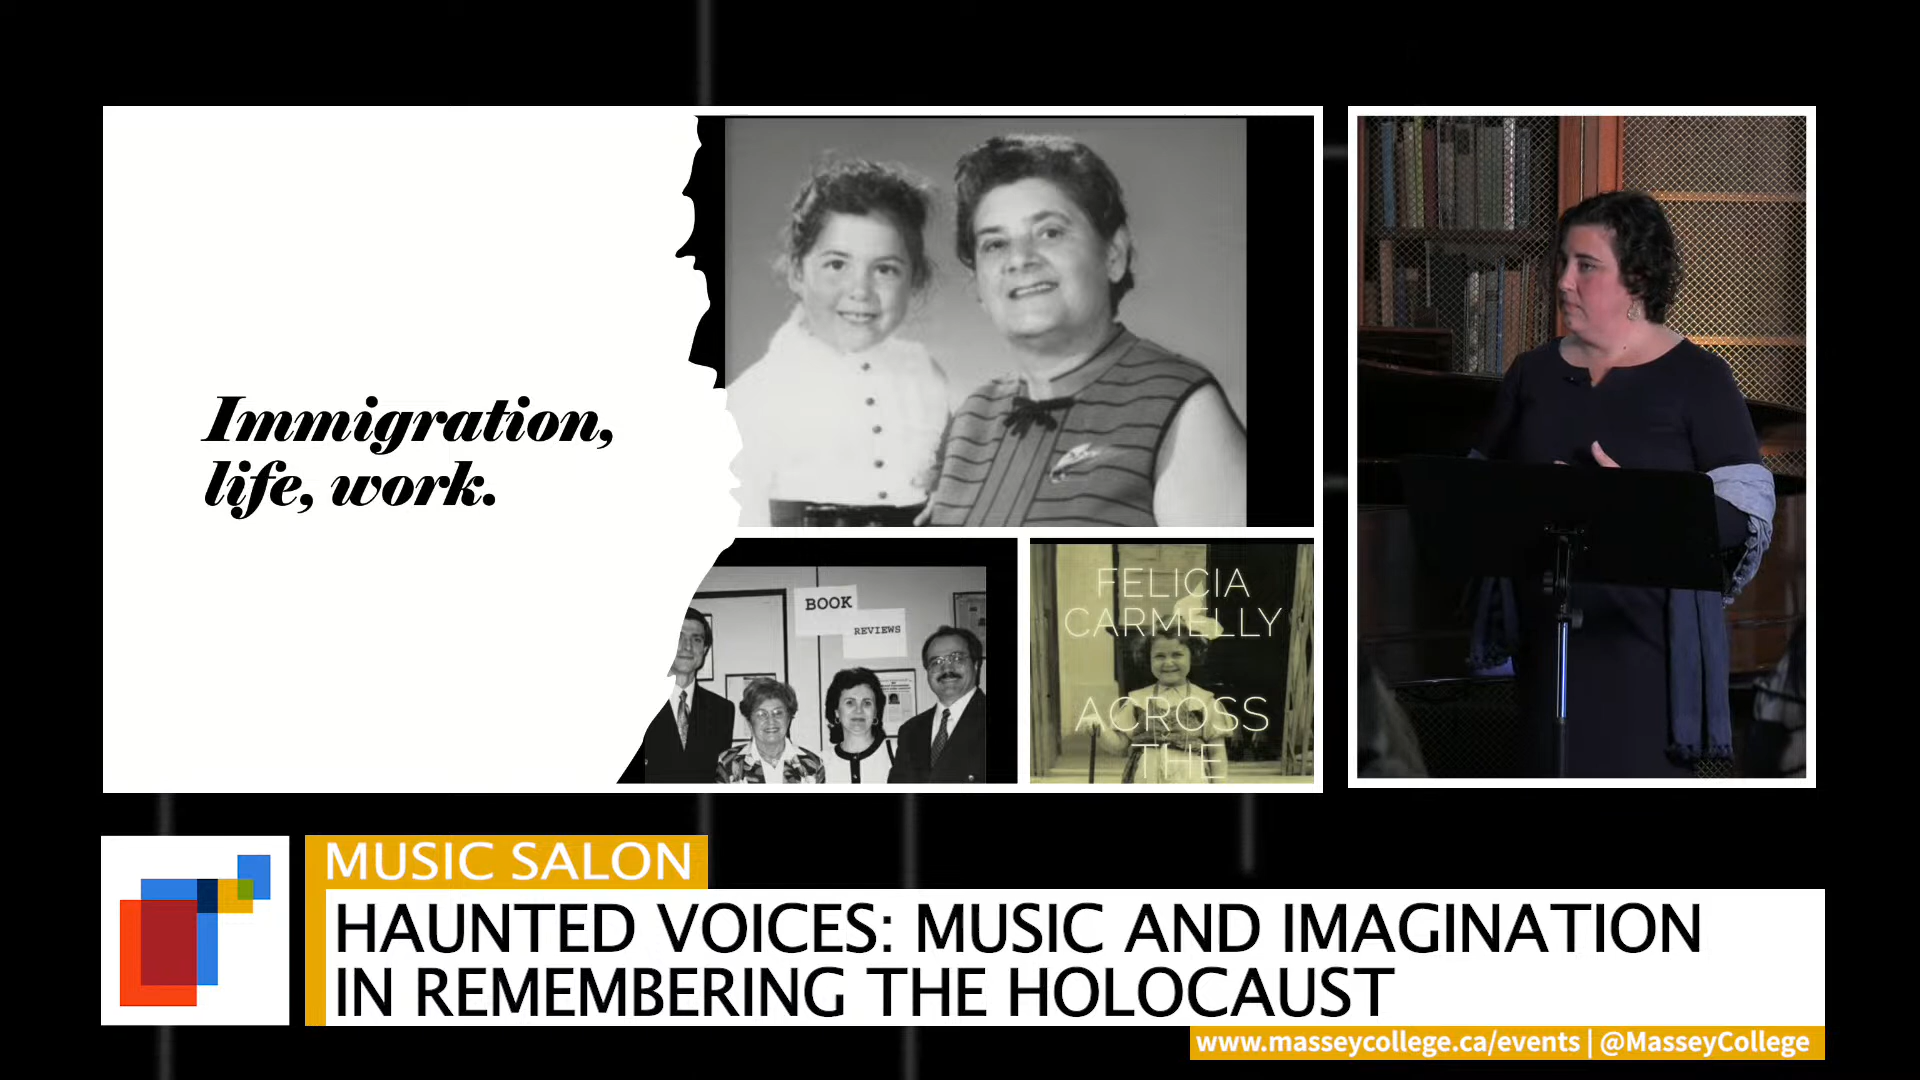 Immigration,
life, work.
BOOK
REVIEWS
FELICIA
CARMELLY
ACROSS
THE
MUSIC SALON
HAUNTED VOICES: MUSIC AND IMAGINATION
IN REMEMBERING THE HOLOCAUST
www.masseycollege.ca/events | @MasseyCollege